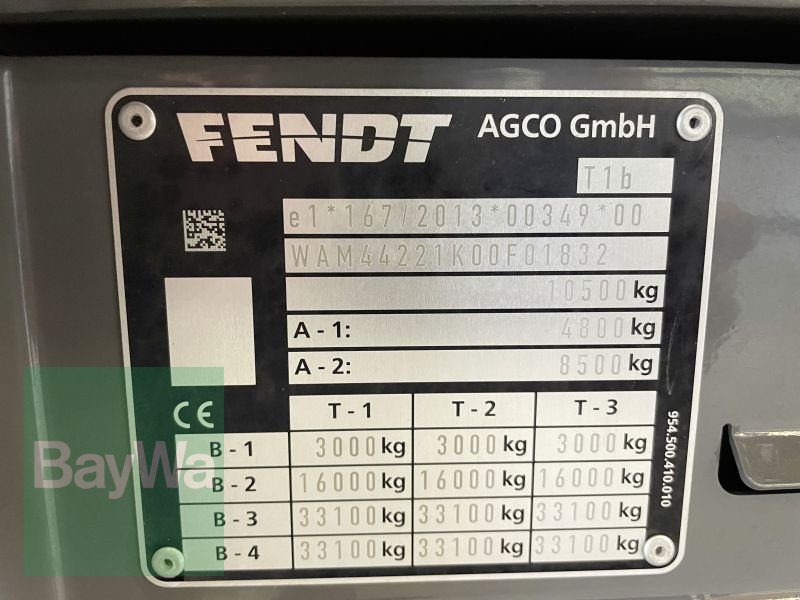 FENDT AGCO GmbH
T1b
e1*167/2013*00349*00
WAM44221K00F01832
10500 kg
A - 1: 4800 kg
A - 2: 8500 kg
CE T - 1 T - 2 T - 3
B - 1 3000 kg 3000 kg 3000 kg
B - 2 16000 kg 16000 kg 16000 kg
B - 3 33100 kg 33100 kg 33100 kg
B - 4 33100 kg 33100 kg 33100 kg
954.500.410.010
BayWa